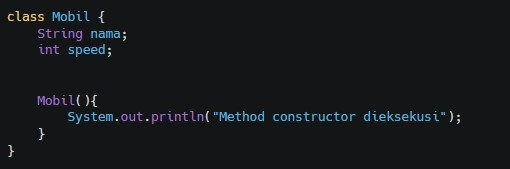 class Mobil {
    String nama;
    int speed;
    Mobil(){
        System.out.println("Method constructor dieksekusi");
    }
}